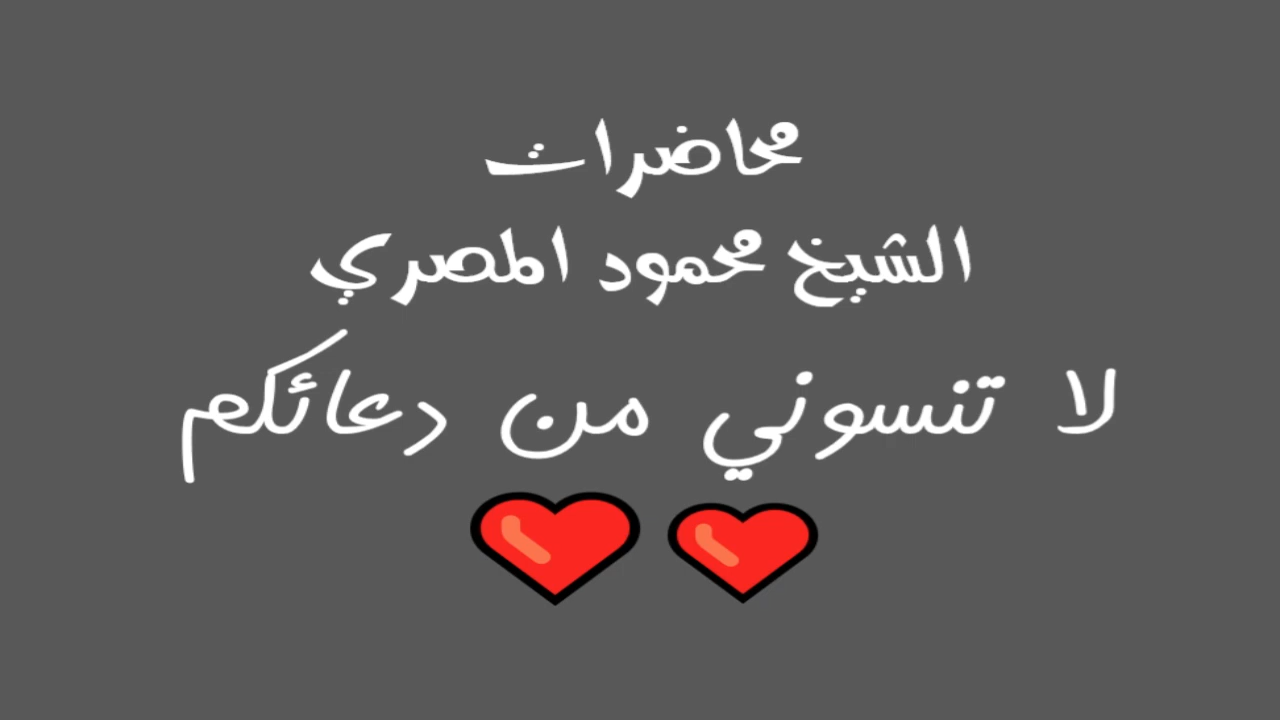 محاضرات
الشيخ محمود المصري
لا تنسوني من دعائكم